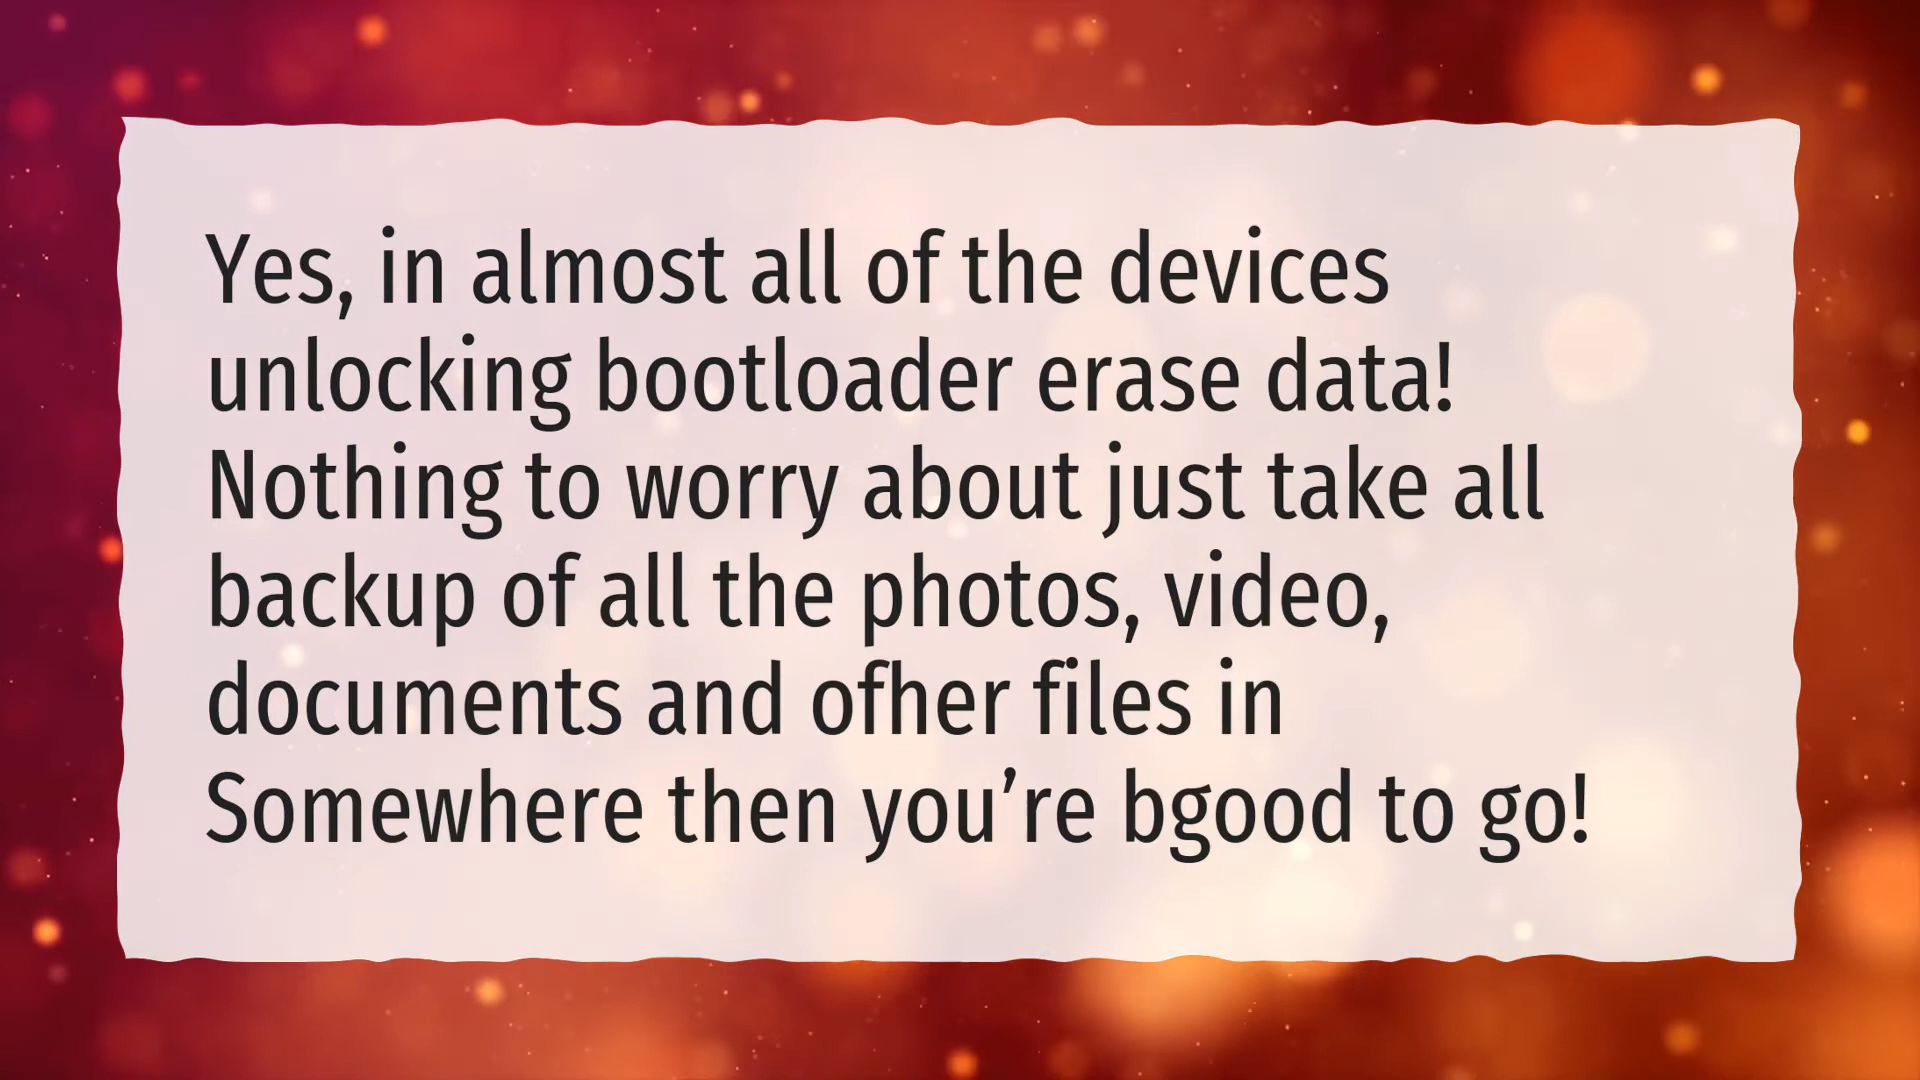 Yes, in almost all of the devices
unlocking bootloader erase data!
Nothing to worry about just take all
backup of all the photos, video,
documents and ofher files in
Somewhere then you’re bgood to go!